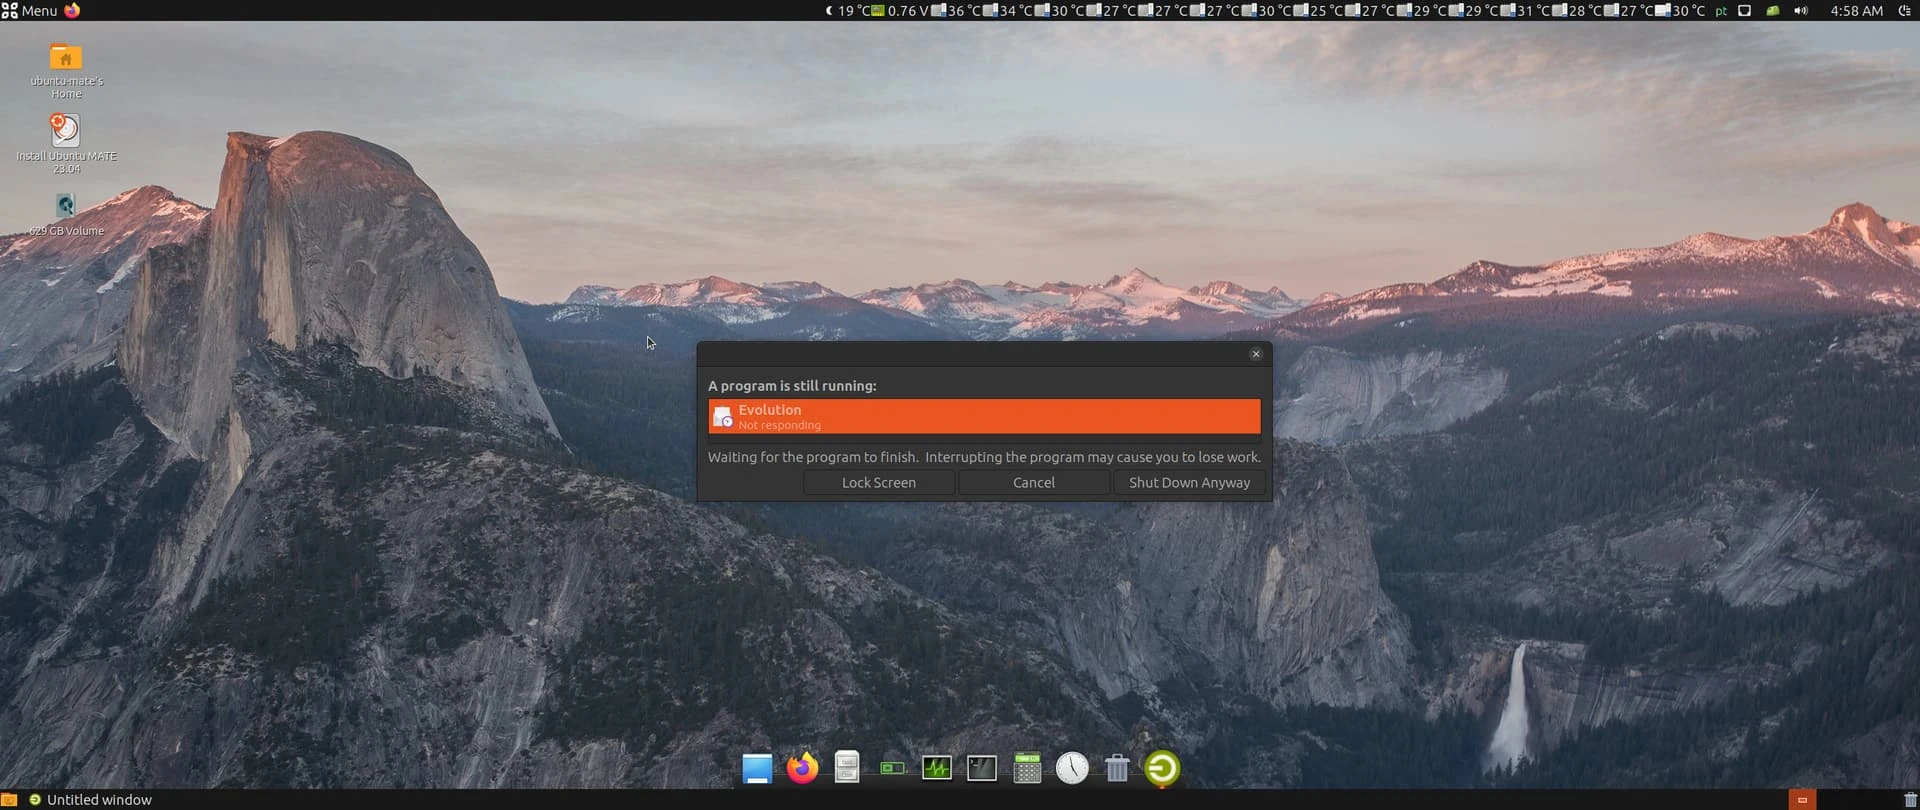 Menu
19 °C 0.76 V 36 °C 34 °C 30 °C 27 °C 27 °C 27 °C 30 °C 25 °C 27 °C 29 °C 29 °C 31 °C 28 °C 27 °C 30 °C pt 4:58 AM
ubuntu-mate's
Home
Install Ubuntu MATE
23.04
629 GB Volume
A program is still running:
Evolution
Not responding
Waiting for the program to finish. Interrupting the program may cause you to lose work.
Lock Screen
Cancel
Shut Down Anyway
Untitled window